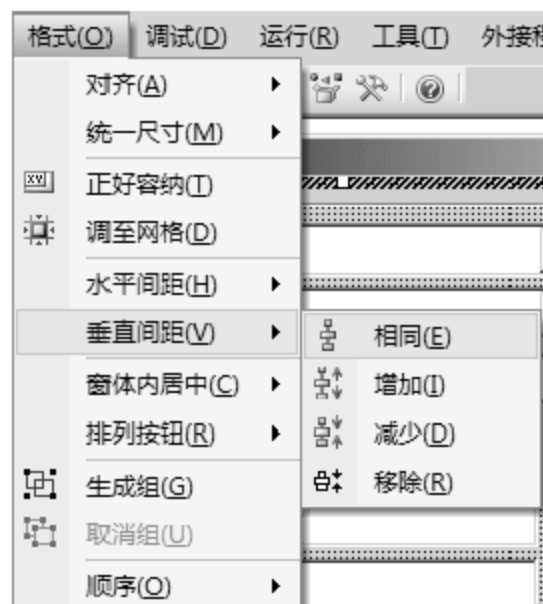 格式(O) 调试(D) 运行(R) 工具(T) 外接程
对齐(A)
统一尺寸(M)
正好容纳(T)
调至网格(D)
水平间距(H)
垂直间距(V)
相同(E)
窗体内居中(C)
增加(I)
排列按钮(R)
减少(D)
生成组(G)
移除(R)
取消组(U)
顺序(O)